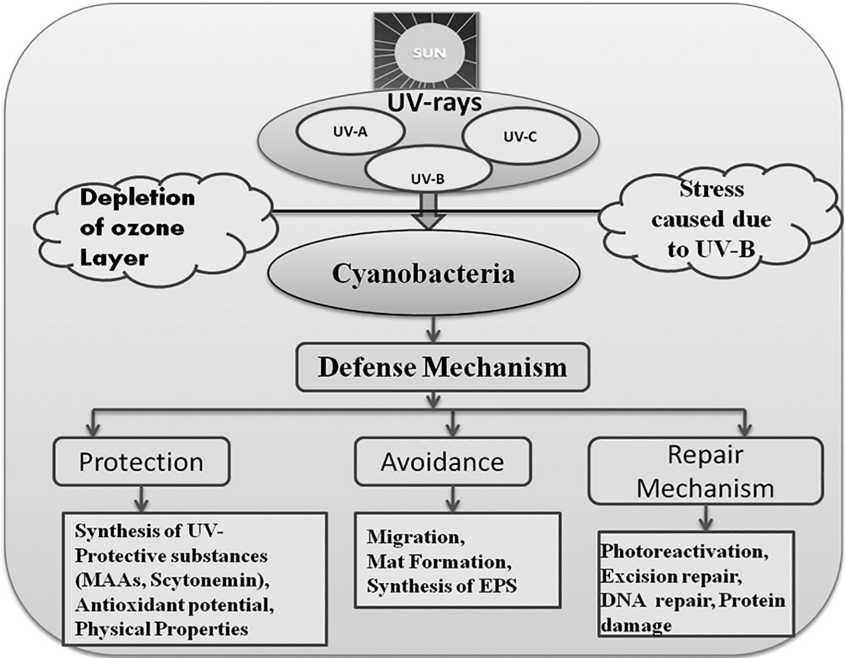 SUN
UV-rays
UV-A
UV-C
UV-B
Depletion
of ozone
Layer
Stress
caused due
to UV-B
Cyanobacteria
Defense Mechanism
Protection
Avoidance
Repair
Mechanism
Synthesis of UV-
Protective substances
(MAAs, Scytonemin),
Antioxidant potential,
Physical Properties
Migration,
Mat Formation,
Synthesis of EPS
Photoreactivation,
Excision repair,
DNA repair, Protein
damage